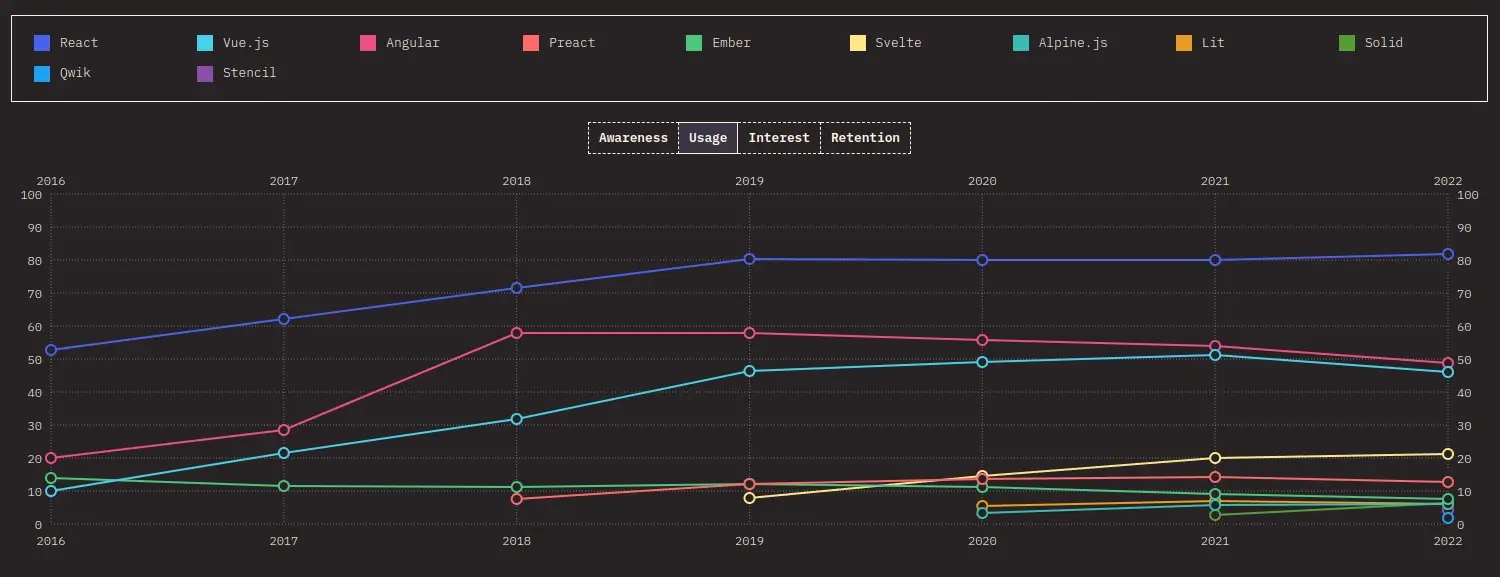 React Vue.js Angular Preact Ember Svelte Alpine.js Lit Solid
Qwik Stencil
Awareness Usage Interest Retention
2016 2017 2018 2019 2020 2021 2022
100 100
90 90
80 80
70 70
60 60
50 50
40 40
30 30
20 20
10 10
0 0
2016 2017 2018 2019 2020 2021 2022